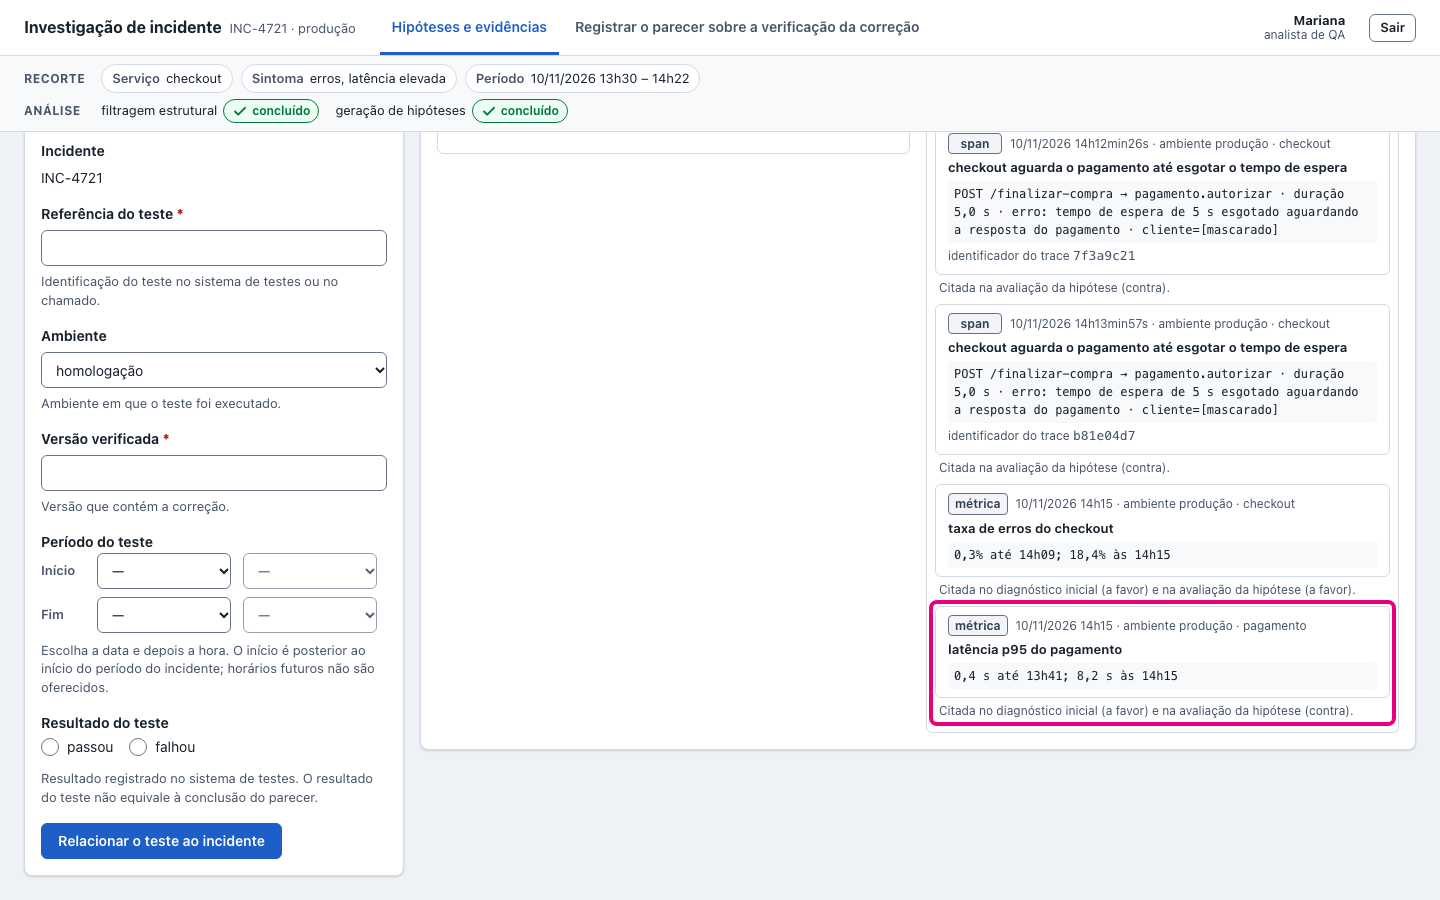 Investigação de incidente INC-4721 · produção
Hipóteses e evidências
Registrar o parecer sobre a verificação da correção
Mariana
analista de QA
Sair
RECORTE
Serviço checkout
Sintoma erros, latência elevada
Período 10/11/2026 13h30 – 14h22
ANÁLISE
filtragem estrutural
concluído
geração de hipóteses
concluído
Incidente
INC-4721
Referência do teste *
Identificação do teste no sistema de testes ou no
chamado.
Ambiente
homologação
Ambiente em que o teste foi executado.
Versão verificada *
Versão que contém a correção.
Período do teste
Início
—
—
Fim
—
—
Escolha a data e depois a hora. O início é posterior ao
início do período do incidente; horários futuros não são
oferecidos.
Resultado do teste
passou
falhou
Resultado registrado no sistema de testes. O resultado
do teste não equivale à conclusão do parecer.
Relacionar o teste ao incidente
span 10/11/2026 14h12min26s · ambiente produção · checkout
checkout aguarda o pagamento até esgotar o tempo de espera
POST /finalizar-compra → pagamento.autorizar · duração
5,0 s · erro: tempo de espera de 5 s esgotado aguardando
a resposta do pagamento · cliente=[mascarado]
identificador do trace 7f3a9c21
Citada na avaliação da hipótese (contra).
span 10/11/2026 14h13min57s · ambiente produção · checkout
checkout aguarda o pagamento até esgotar o tempo de espera
POST /finalizar-compra → pagamento.autorizar · duração
5,0 s · erro: tempo de espera de 5 s esgotado aguardando
a resposta do pagamento · cliente=[mascarado]
identificador do trace b81e04d7
Citada na avaliação da hipótese (contra).
métrica 10/11/2026 14h15 · ambiente produção · checkout
taxa de erros do checkout
0,3% até 14h09; 18,4% às 14h15
Citada no diagnóstico inicial (a favor) e na avaliação da hipótese (a favor).
métrica 10/11/2026 14h15 · ambiente produção · pagamento
latência p95 do pagamento
0,4 s até 13h41; 8,2 s às 14h15
Citada no diagnóstico inicial (a favor) e na avaliação da hipótese (contra).